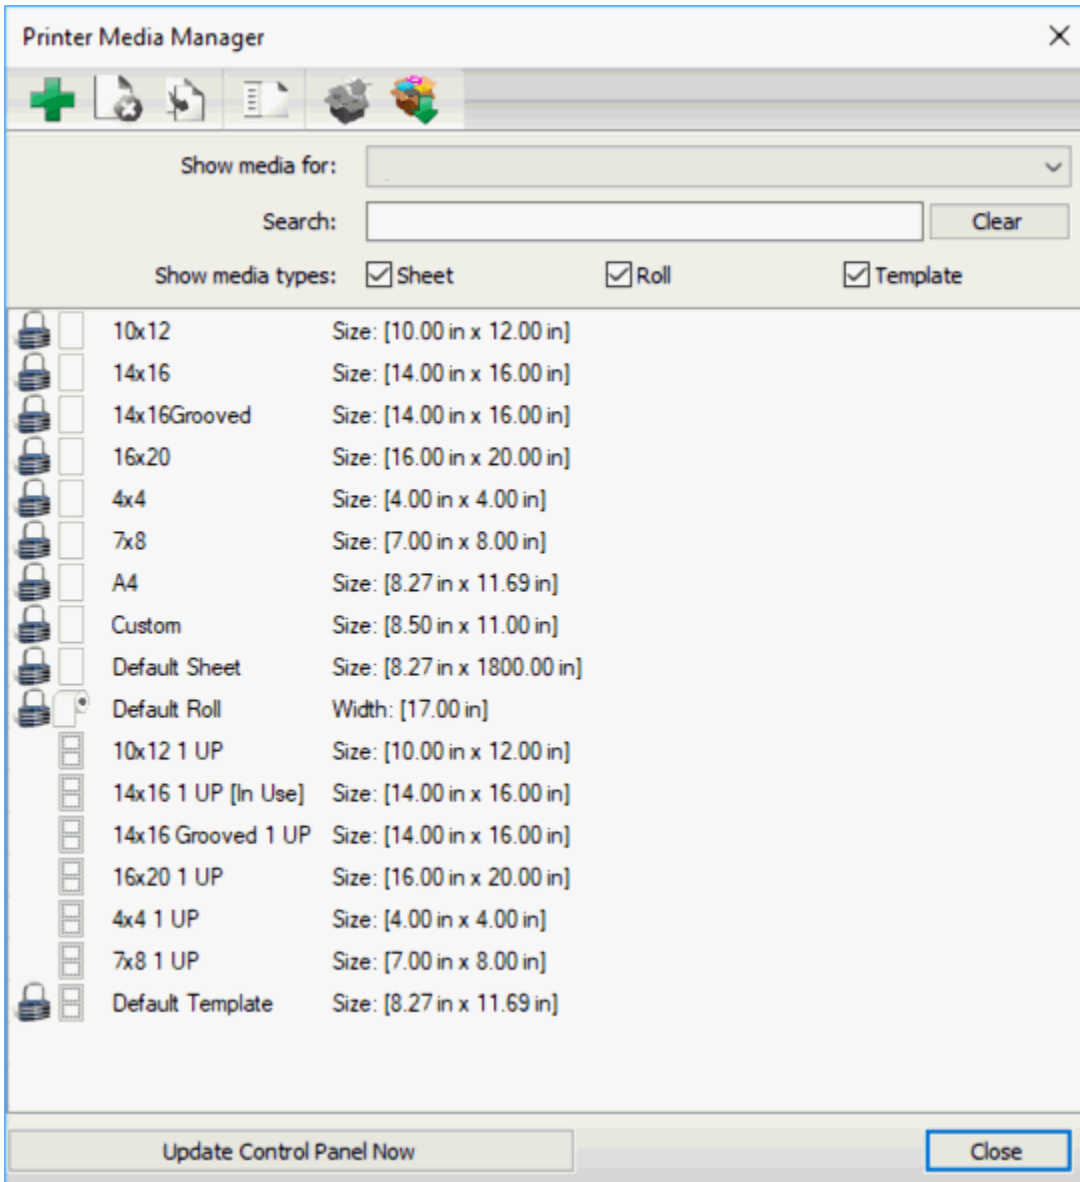 Printer Media Manager
Show media for:
Search: Clear
Show media types: Sheet Roll Template
10x12 Size: [10.00 in x 12.00 in]
14x16 Size: [14.00 in x 16.00 in]
14x16Grooved Size: [14.00 in x 16.00 in]
16x20 Size: [16.00 in x 20.00 in]
4x4 Size: [4.00 in x 4.00 in]
7x8 Size: [7.00 in x 8.00 in]
A4 Size: [8.27 in x 11.69 in]
Custom Size: [8.50 in x 11.00 in]
Default Sheet Size: [8.27 in x 1800.00 in]
Default Roll Width: [17.00 in]
10x12 1 UP Size: [10.00 in x 12.00 in]
14x16 1 UP [In Use] Size: [14.00 in x 16.00 in]
14x16 Grooved 1 UP Size: [14.00 in x 16.00 in]
16x20 1 UP Size: [16.00 in x 20.00 in]
4x4 1 UP Size: [4.00 in x 4.00 in]
7x8 1 UP Size: [7.00 in x 8.00 in]
Default Template Size: [8.27 in x 11.69 in]
Update Control Panel Now Close